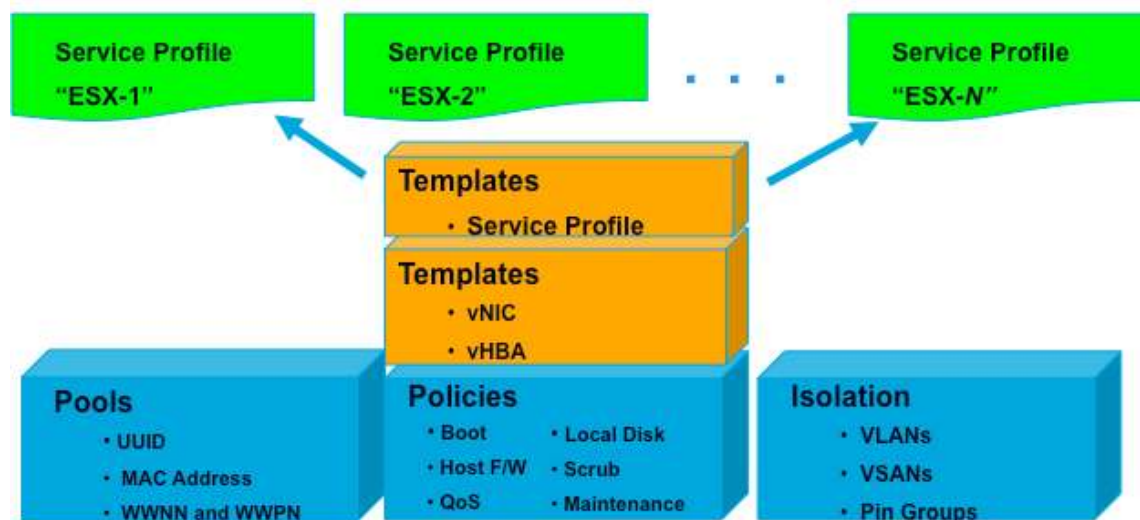 Service Profile
“ESX-1”
Service Profile
“ESX-2”
. . .
Service Profile
“ESX-N”
Templates
· Service Profile
Templates
· vNIC
· vHBA
Pools
· UUID
· MAC Address
· WWNN and WWPN
Policies
· Boot
· Host F/W
· QoS
· Local Disk
· Scrub
· Maintenance
Isolation
· VLANs
· VSANs
· Pin Groups